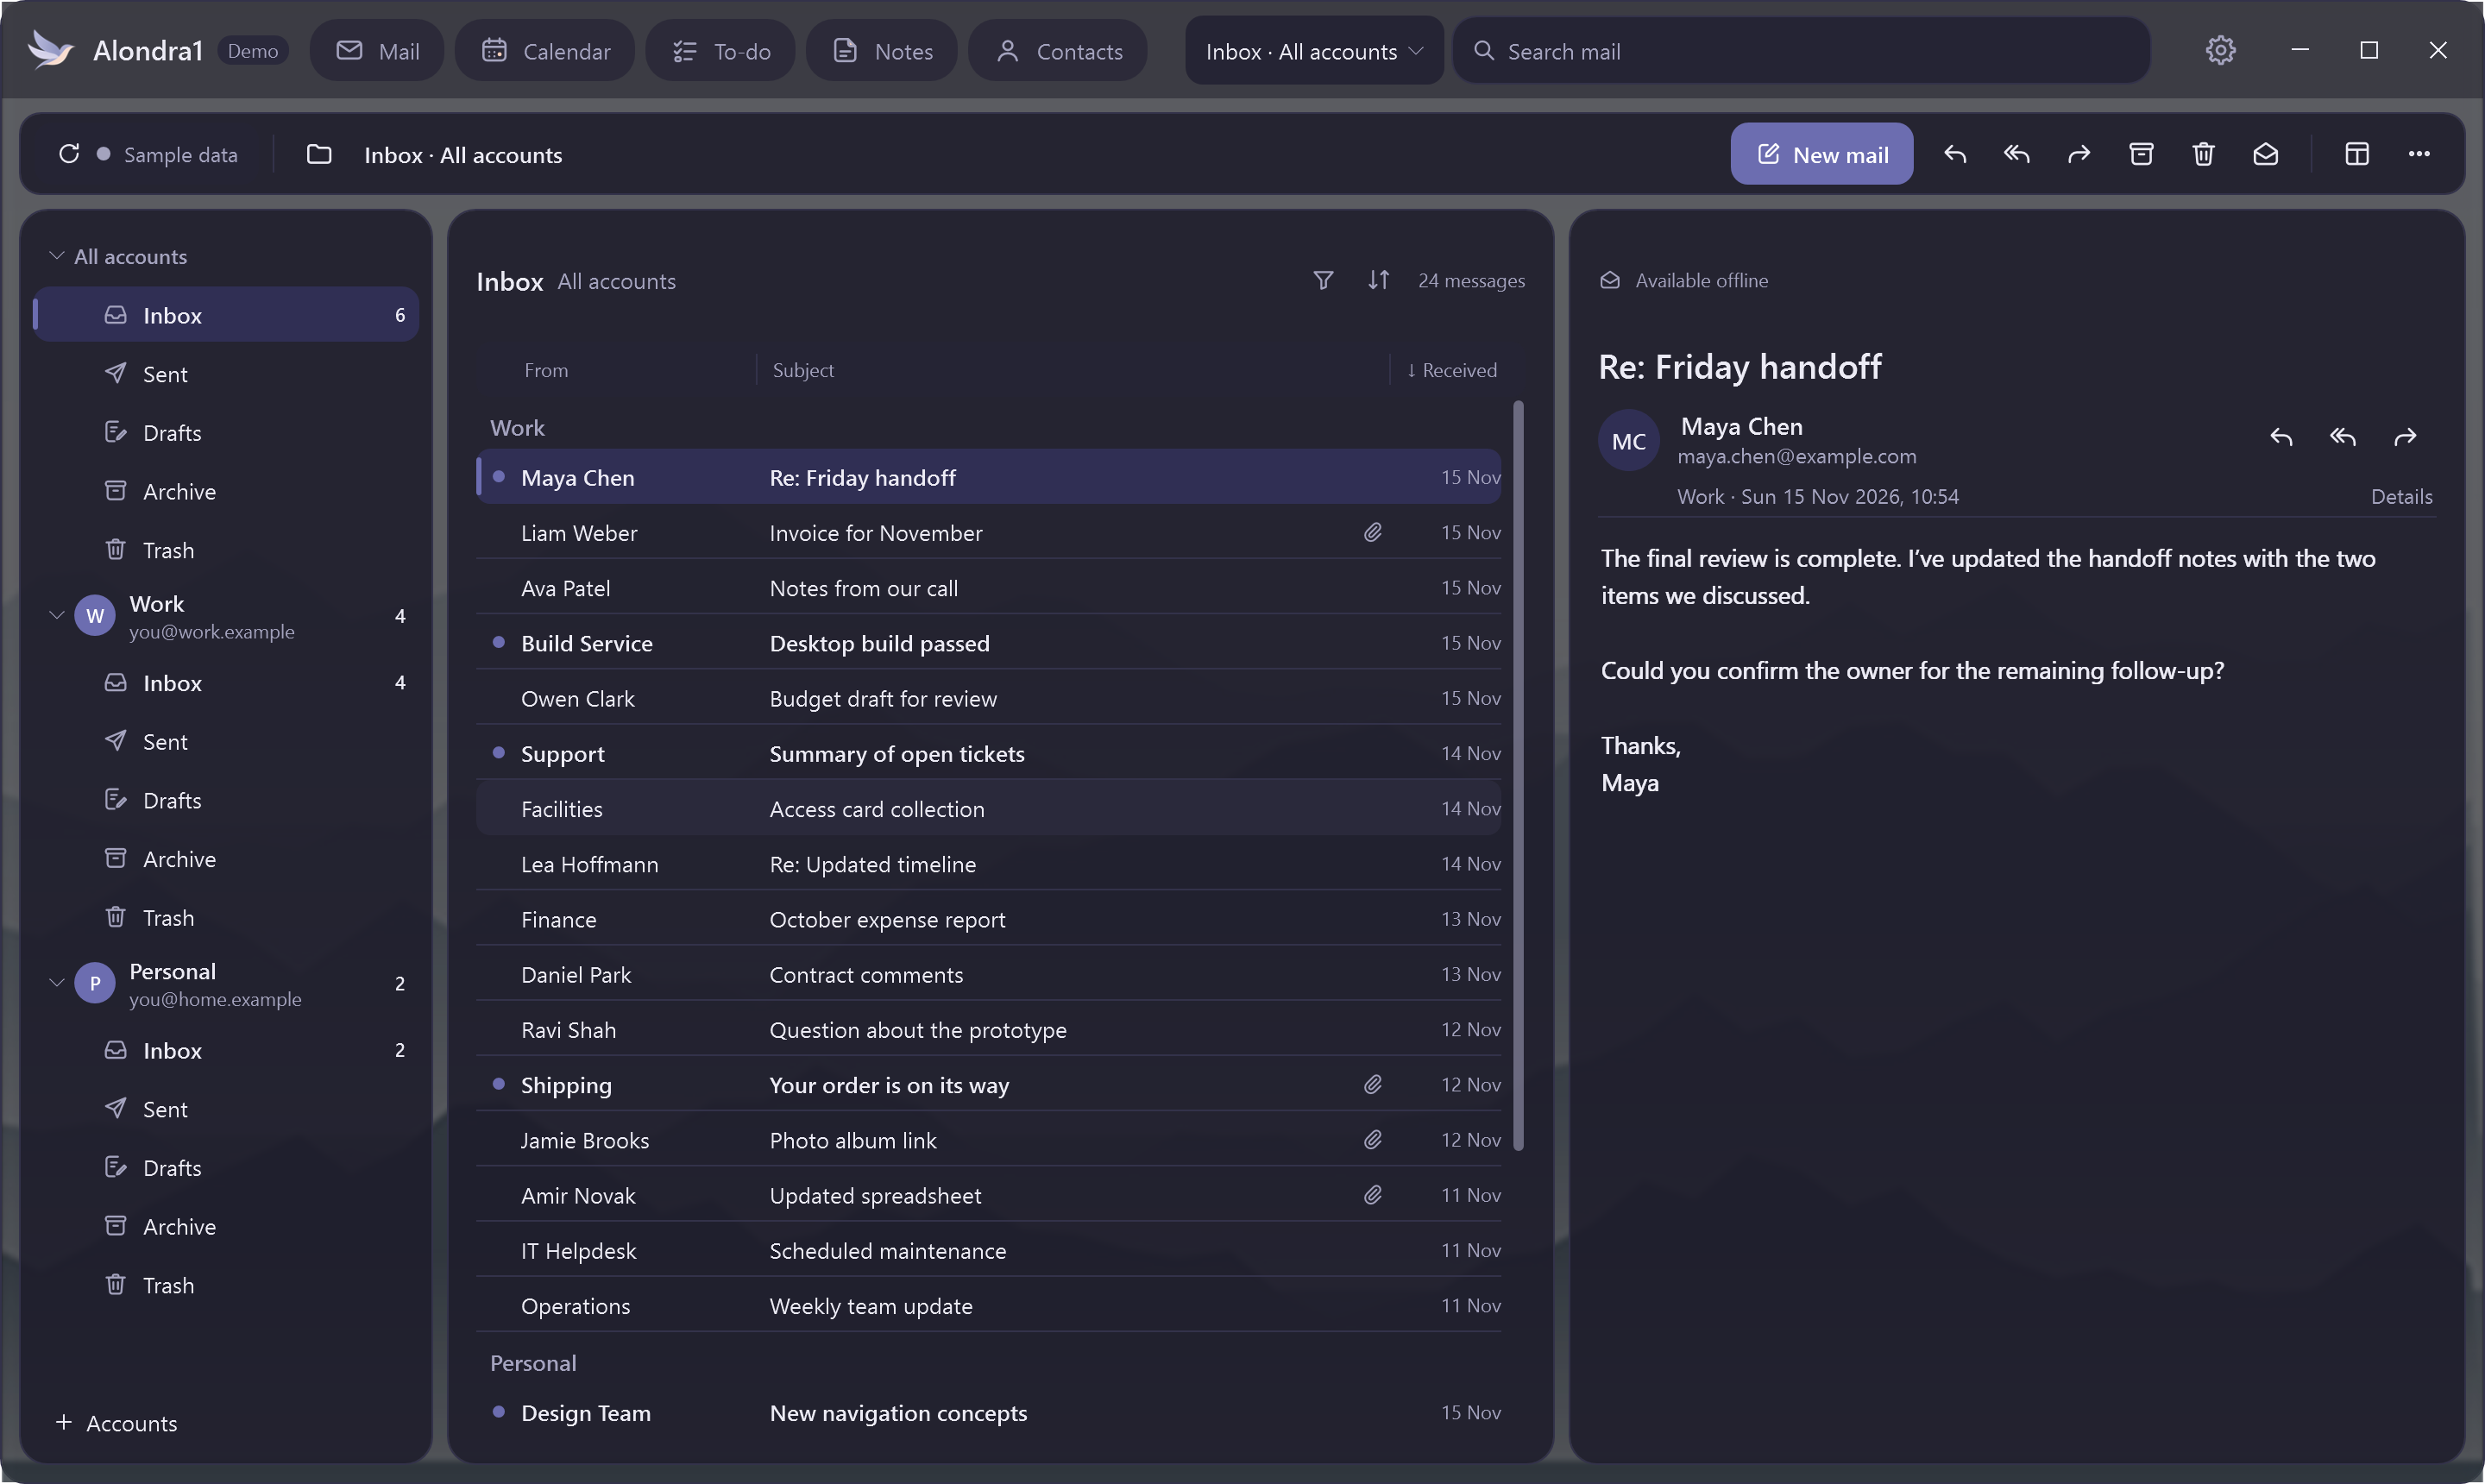 Alondra1 Demo Mail Calendar To-do Notes Contacts Inbox · All accounts Search mail
Sample data Inbox · All accounts New mail
All accounts
Inbox 6
Sent
Drafts
Archive
Trash
W Work 4
you@work.example
Inbox 4
Sent
Drafts
Archive
Trash
P Personal 2
you@home.example
Inbox 2
Sent
Drafts
Archive
Trash
+ Accounts
Inbox All accounts 24 messages
From Subject ↓ Received
Work
Maya Chen Re: Friday handoff 15 Nov
Liam Weber Invoice for November 15 Nov
Ava Patel Notes from our call 15 Nov
Build Service Desktop build passed 15 Nov
Owen Clark Budget draft for review 15 Nov
Support Summary of open tickets 14 Nov
Facilities Access card collection 14 Nov
Lea Hoffmann Re: Updated timeline 14 Nov
Finance October expense report 13 Nov
Daniel Park Contract comments 13 Nov
Ravi Shah Question about the prototype 12 Nov
Shipping Your order is on its way 12 Nov
Jamie Brooks Photo album link 12 Nov
Amir Novak Updated spreadsheet 11 Nov
IT Helpdesk Scheduled maintenance 11 Nov
Operations Weekly team update 11 Nov
Personal
Design Team New navigation concepts 15 Nov
Available offline
Re: Friday handoff
MC Maya Chen
maya.chen@example.com
Work · Sun 15 Nov 2026, 10:54 Details
The final review is complete. I’ve updated the handoff notes with the two
items we discussed.
Could you confirm the owner for the remaining follow-up?
Thanks,
Maya